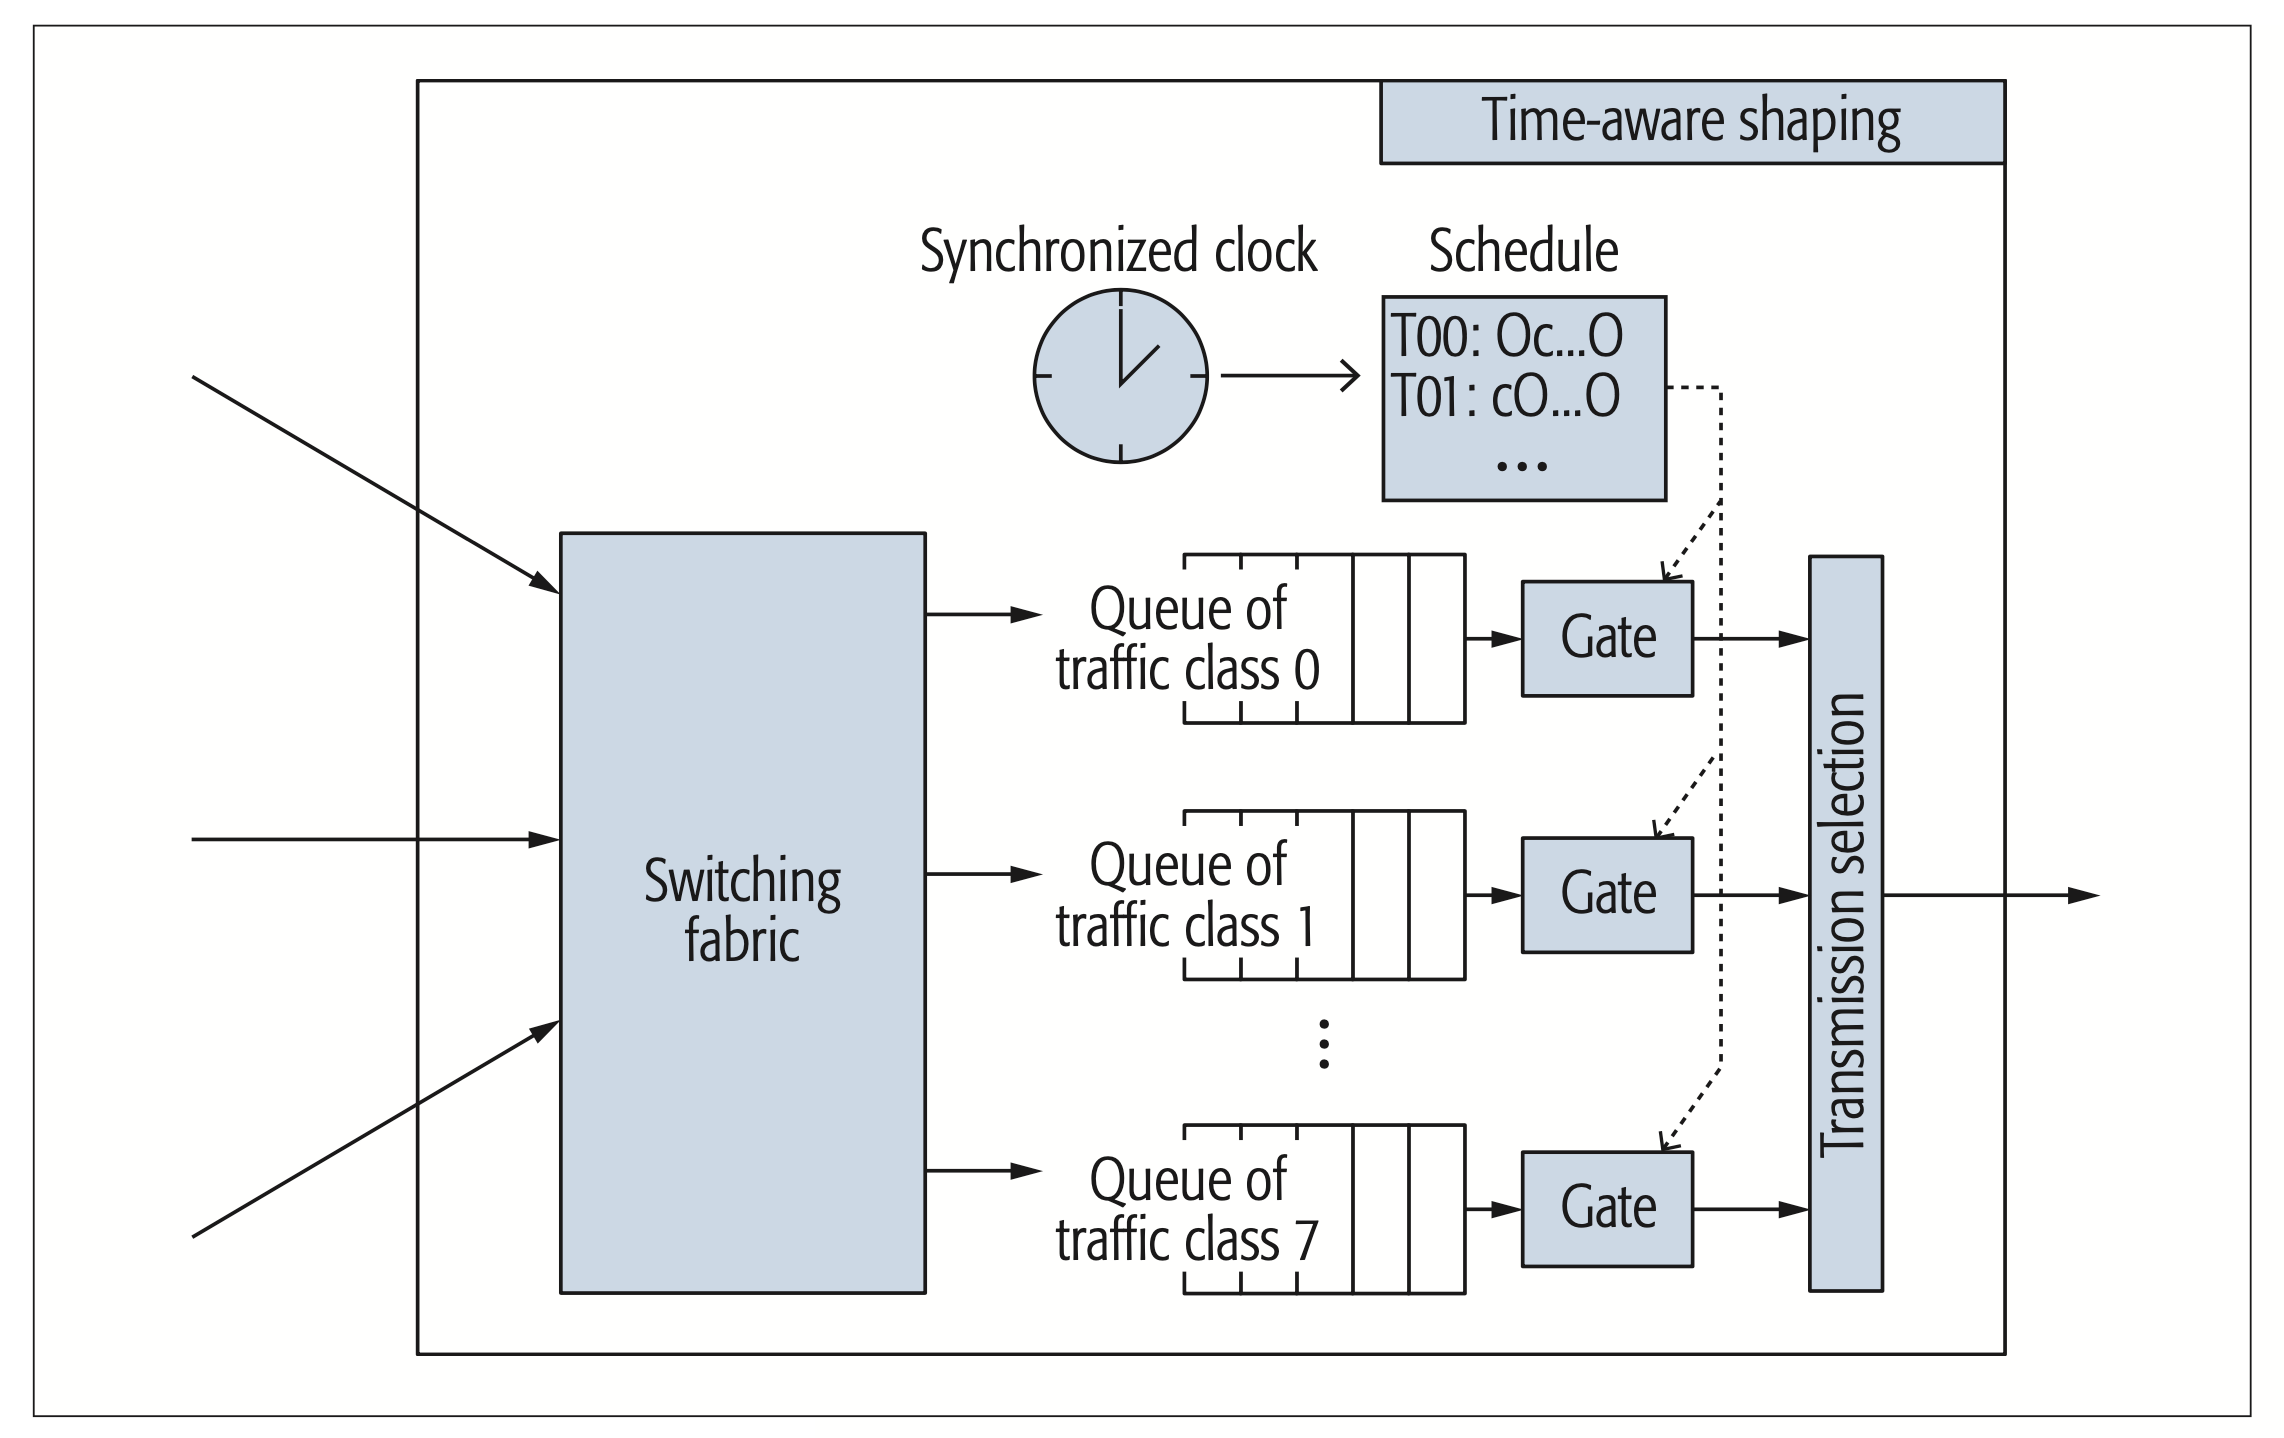 Time-aware shaping
Synchronized clock
Schedule
T00: Oc...O
T01: cO...O
...
Switching
fabric
Queue of
traffic class 0
Gate
Queue of
traffic class 1
Gate
Queue of
traffic class 7
Gate
Transmission selection